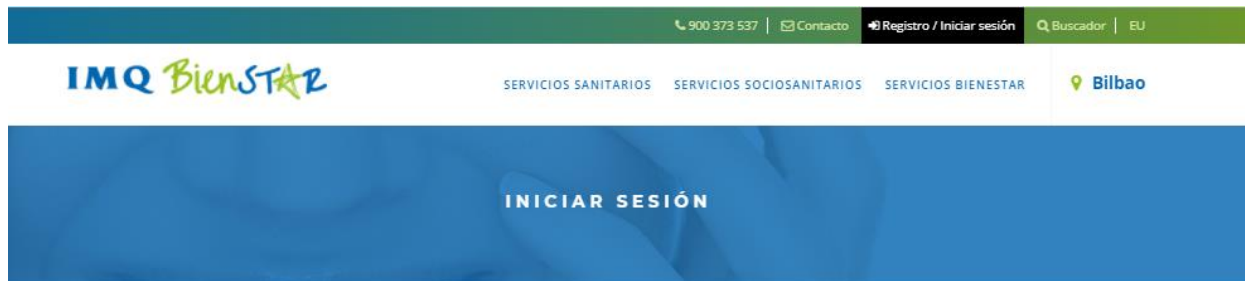 900 373 537 | Contacto Registro / Iniciar sesión Buscador | EU
IMQ BienSTAR SERVICIOS SANITARIOS SERVICIOS SOCIOSANITARIOS SERVICIOS BIENESTAR Bilbao
INICIAR SESIÓN